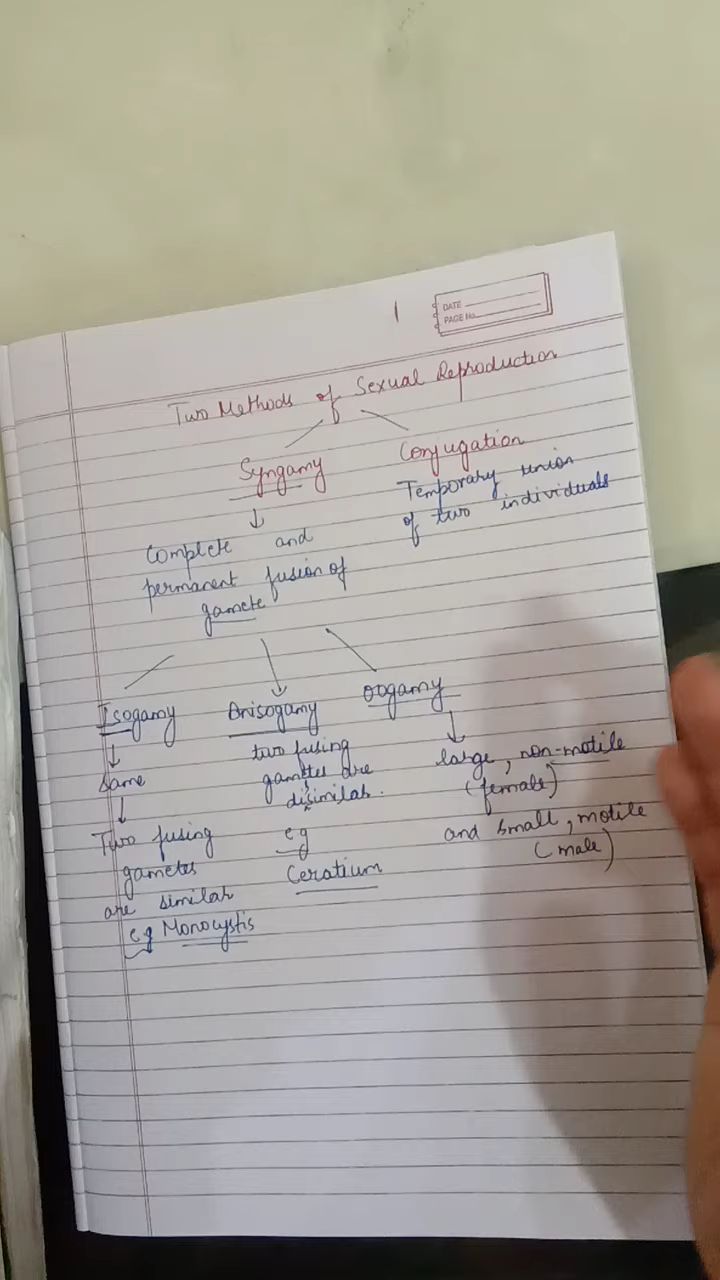 1
DATE
PAGE No.
Two Methods of Sexual Reproduction
Syngamy
Complete and
permanent fusion of
gamete
Conjugation
Temporary union
of two individuals
Isogamy
same
Two fusing
gametes
are similar
eg Monocystis
Anisogamy
two fusing
gametes are
disimilar.
eg
Ceratium
Oogamy
large, non-motile
(female)
and small, motile
(male)